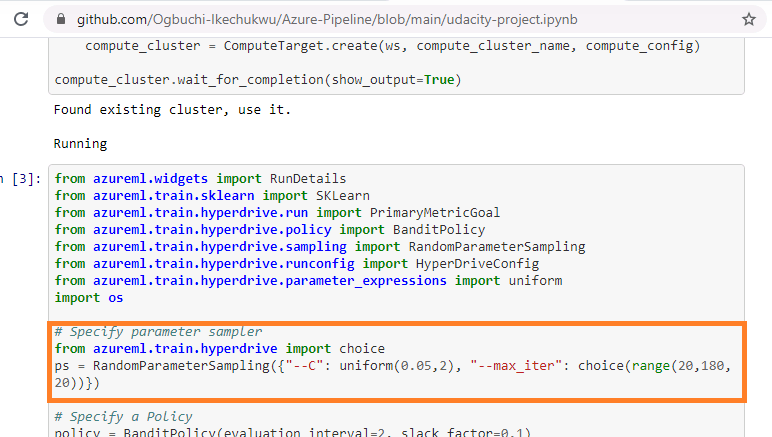 github.com/Ogbuchi-Ikechukwu/Azure-Pipeline/blob/main/udacity-project.ipynb
compute_cluster = ComputeTarget.create(ws, compute_cluster_name, compute_config)
compute_cluster.wait_for_completion(show_output=True)
Found existing cluster, use it.
Running
n [3]:
from azureml.widgets import RunDetails
from azureml.train.sklearn import SKLearn
from azureml.train.hyperdrive.run import PrimaryMetricGoal
from azureml.train.hyperdrive.policy import BanditPolicy
from azureml.train.hyperdrive.sampling import RandomParameterSampling
from azureml.train.hyperdrive.runconfig import HyperDriveConfig
from azureml.train.hyperdrive.parameter_expressions import uniform
import os
# Specify parameter sampler
from azureml.train.hyperdrive import choice
ps = RandomParameterSampling({"--C": uniform(0.05,2), "--max_iter": choice(range(20,180,
20))})
# Specify a Policy
policy = BanditPolicy(evaluation_interval=2, slack_factor=0.1)